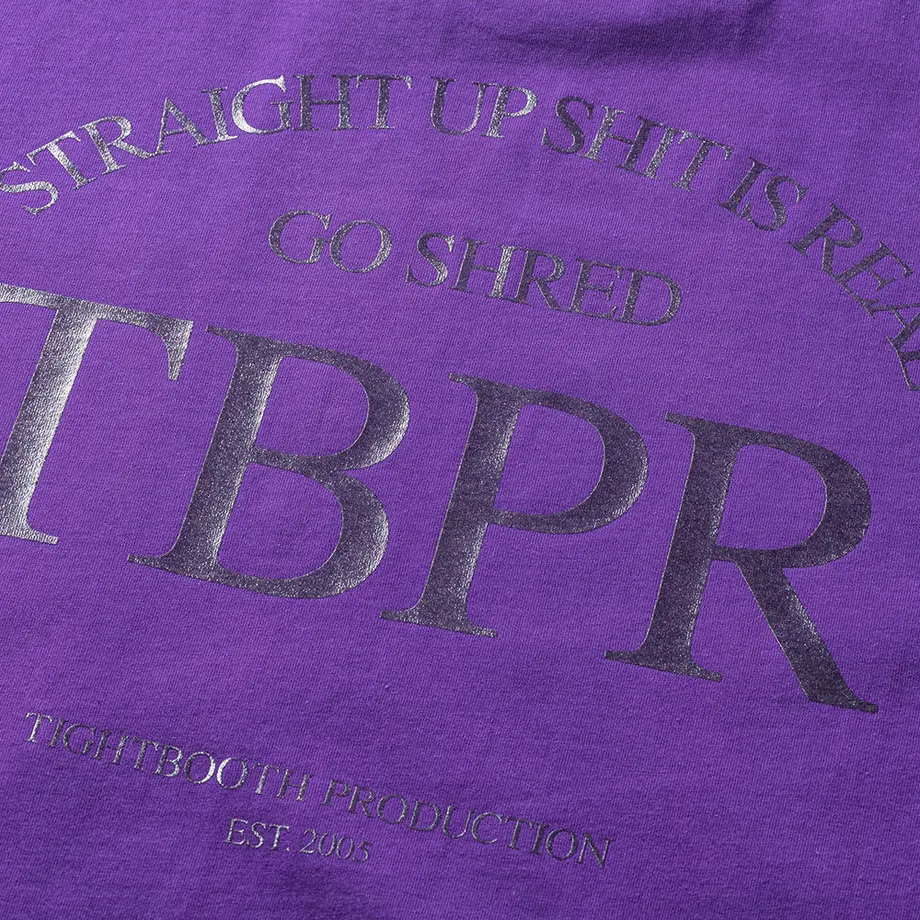 STRAIGHT UP SHIT IS REAL
GO SHRED
TBPR
TIGHTBOOTH PRODUCTION
EST. 2005